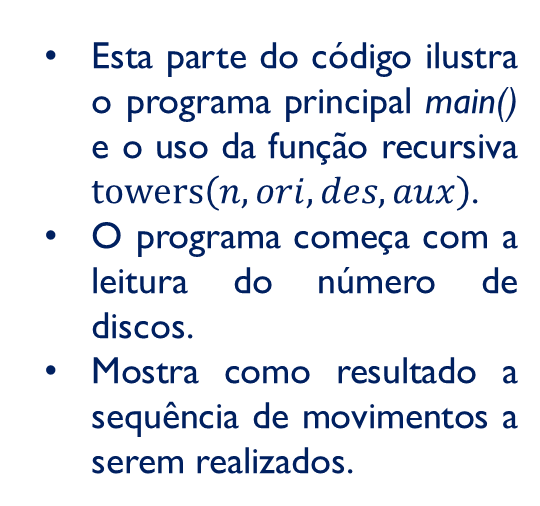 • Esta parte do código ilustra
o programa principal main()
e o uso da função recursiva
towers(n, ori, des, aux).
• O programa começa com a
leitura do número de
discos.
• Mostra como resultado a
sequência de movimentos a
serem realizados.